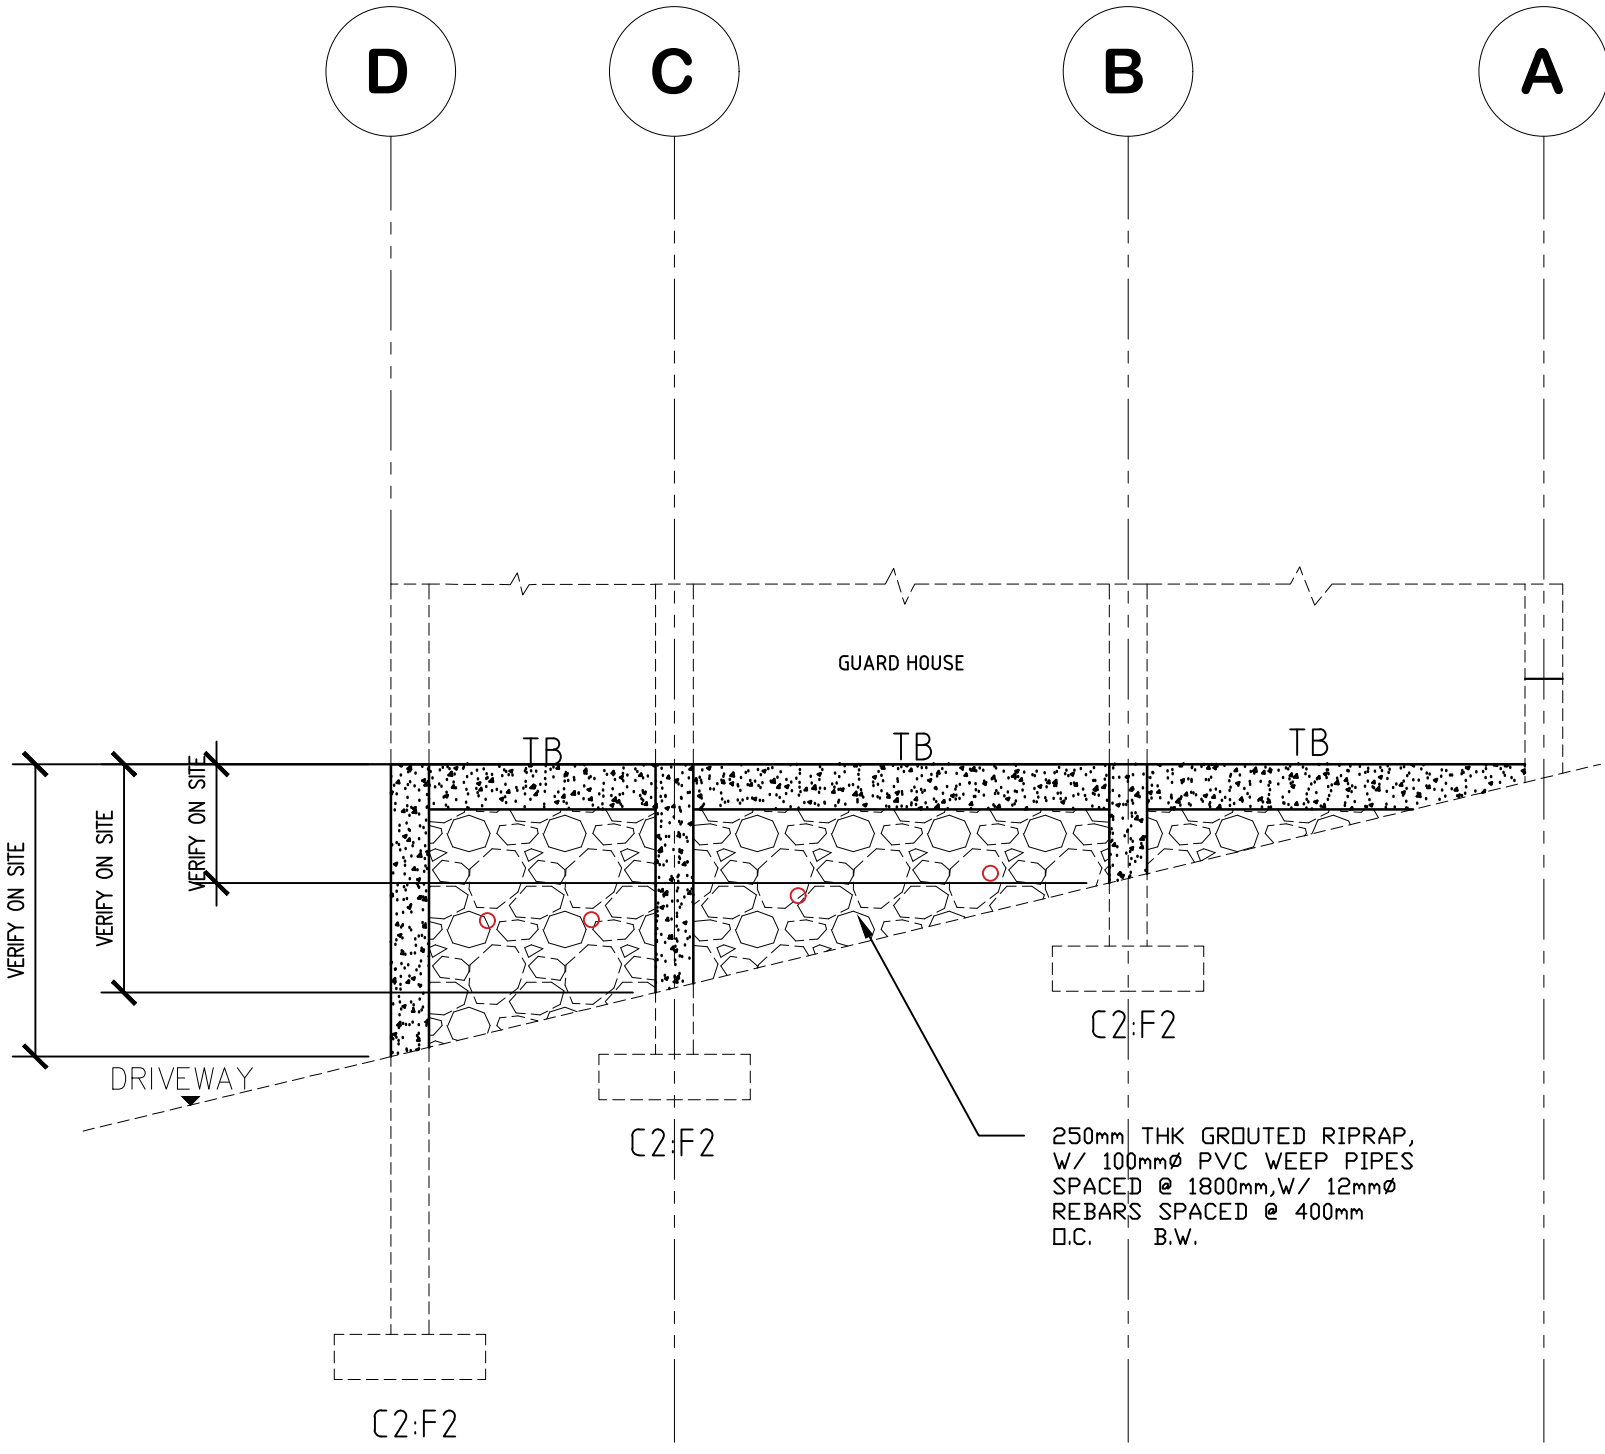 D
C
B
A
GUARD HOUSE
TB
TB
TB
VERIFY ON SITE
VERIFY ON SITE
VERIFY ON SITE
DRIVEWAY
C2:F2
C2:F2
C2:F2
250mm THK GROUTED RIPRAP,
W/ 100mmØ PVC WEEP PIPES
SPACED @ 1800mm,W/ 12mmØ
REBARS SPACED @ 400mm
O.C. B.W.